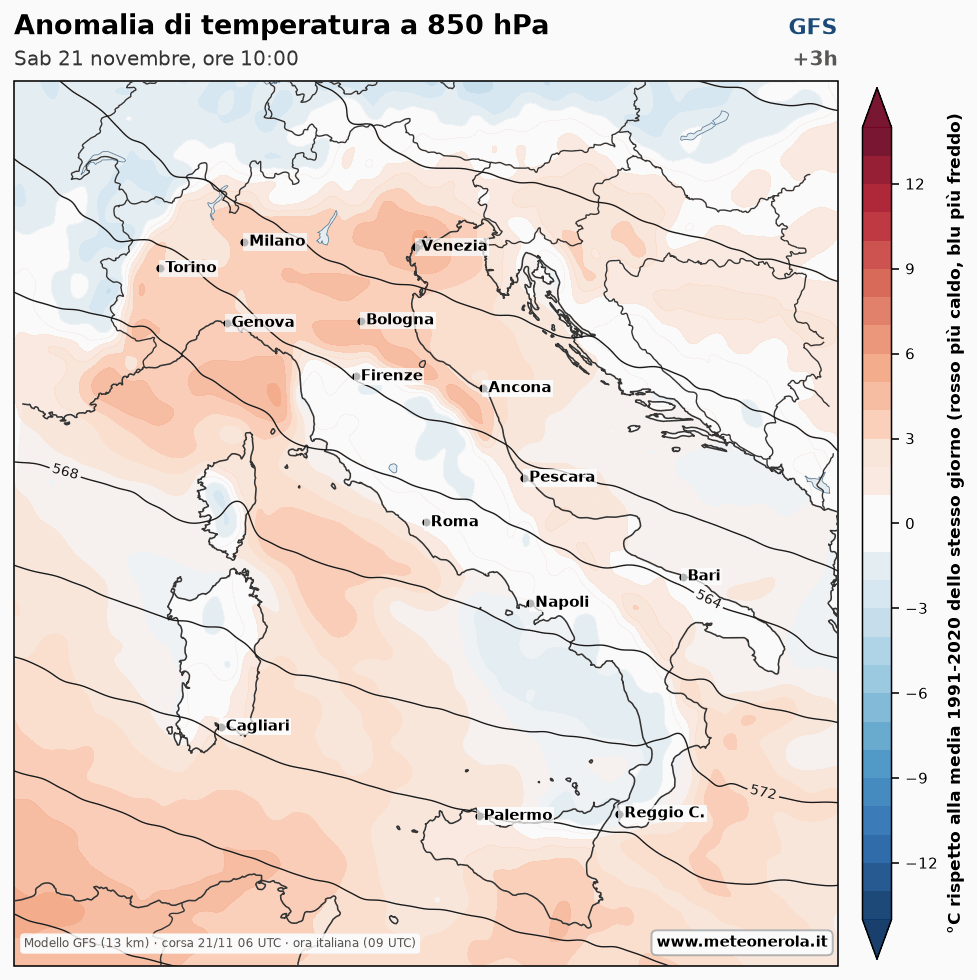 Anomalia di temperatura a 850 hPa
GFS
Sab 21 novembre, ore 10:00
+3h
Milano
Venezia
Torino
Genova
Bologna
Firenze
Ancona
568
Pescara
Roma
Bari
564
Napoli
Cagliari
572
Palermo
Reggio C.
12
9
6
3
0
−3
−6
−9
−12
°C rispetto alla media 1991-2020 dello stesso giorno (rosso più caldo, blu più freddo)
Modello GFS (13 km) · corsa 21/11 06 UTC · ora italiana (09 UTC)
www.meteonerola.it